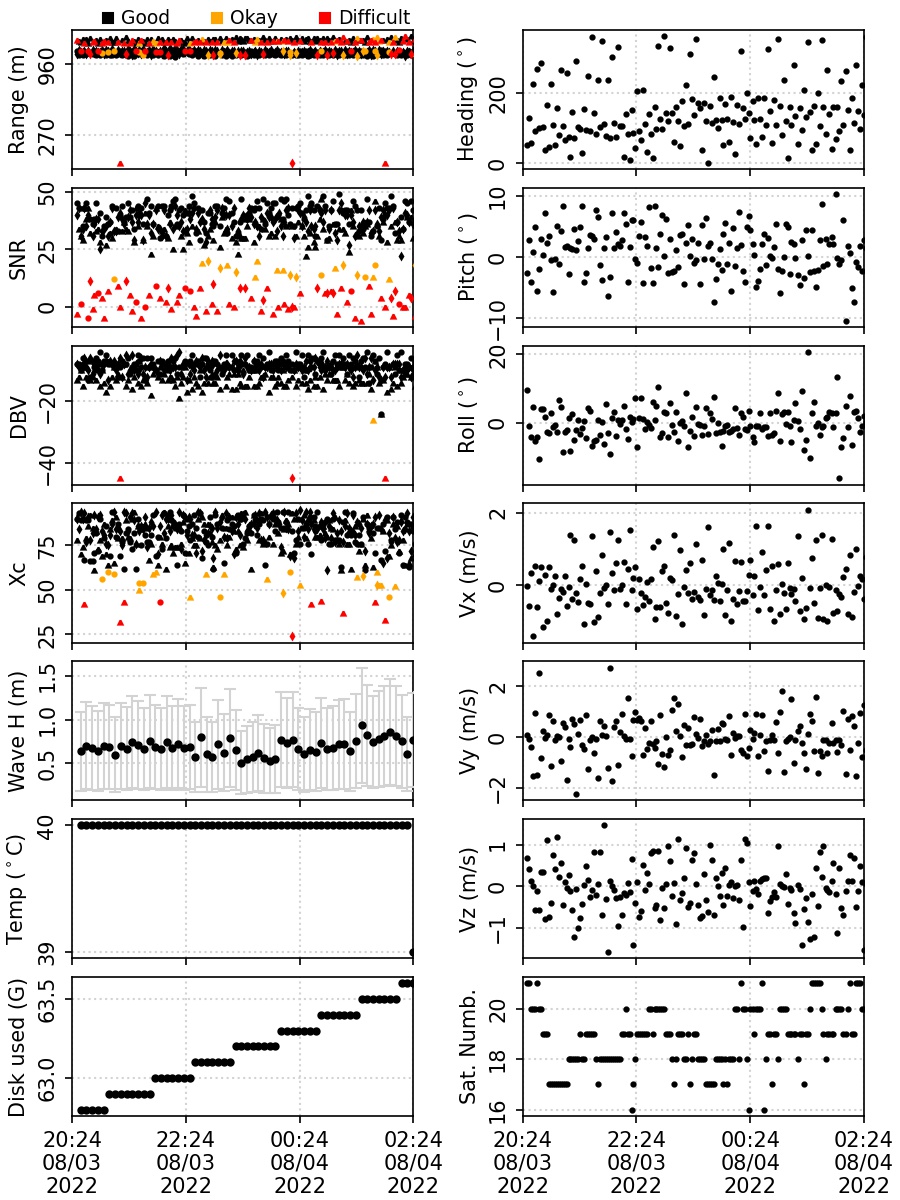 Good Okay Difficult
Range (m)
960
270
Heading (°)
200
0
SNR
50
25
0
Pitch (°)
10
0
−10
DBV
−20
−40
Roll (°)
20
0
Xc
75
50
25
Vx (m/s)
2
0
Wave H (m)
1.5
1.0
0.5
Vy (m/s)
2
0
−2
Temp (°C)
40
39
Vz (m/s)
1
0
−1
Disk used (G)
63.5
63.0
Sat. Numb.
20
18
16
20:24 22:24 00:24 02:24
08/03 08/03 08/04 08/04
2022 2022 2022 2022
20:24 22:24 00:24 02:24
08/03 08/03 08/04 08/04
2022 2022 2022 2022